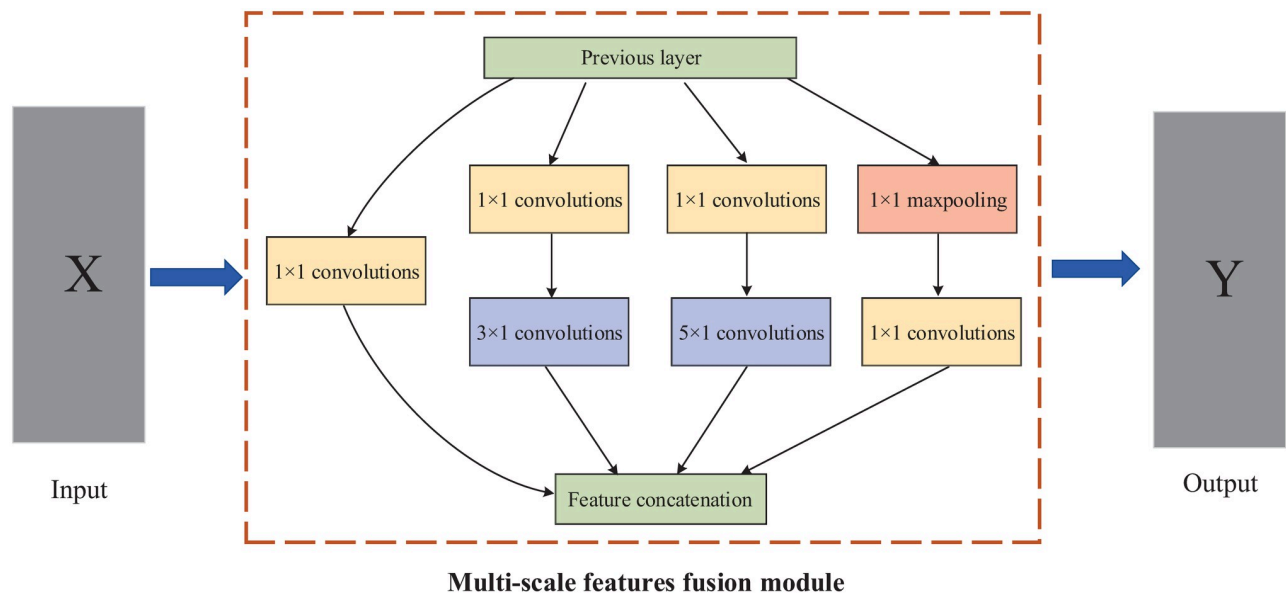 Previous layer
1×1 convolutions
1×1 convolutions
1×1 maxpooling
X
1×1 convolutions
Y
3×1 convolutions
5×1 convolutions
1×1 convolutions
Input
Feature concatenation
Output
Multi-scale features fusion module